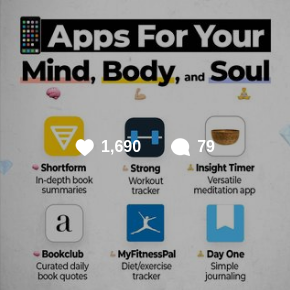 Apps For Your
Mind, Body, and Soul
1,690 79
Shortform Strong Insight Timer
In-depth book Workout Versatile
summaries tracker meditation app
a
Bookclub MyFitnessPal Day One
Curated daily Diet/exercise Simple
book quotes tracker journaling